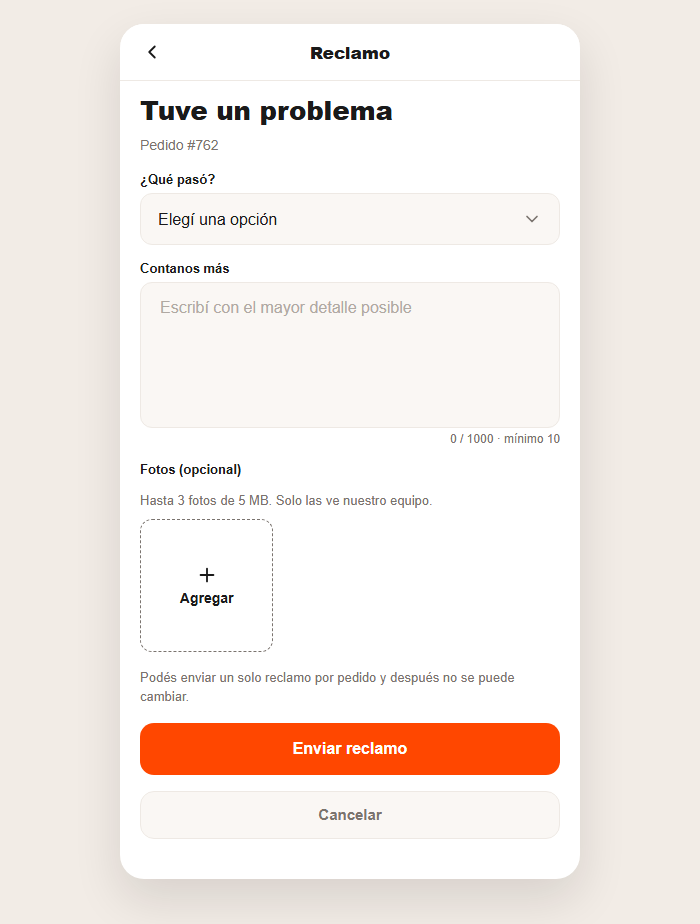 Reclamo
Tuve un problema
Pedido #762
¿Qué pasó?
Elegí una opción
Contanos más
Escribí con el mayor detalle posible
0 / 1000 · mínimo 10
Fotos (opcional)
Hasta 3 fotos de 5 MB. Solo las ve nuestro equipo.
Agregar
Podés enviar un solo reclamo por pedido y después no se puede
cambiar.
Enviar reclamo
Cancelar